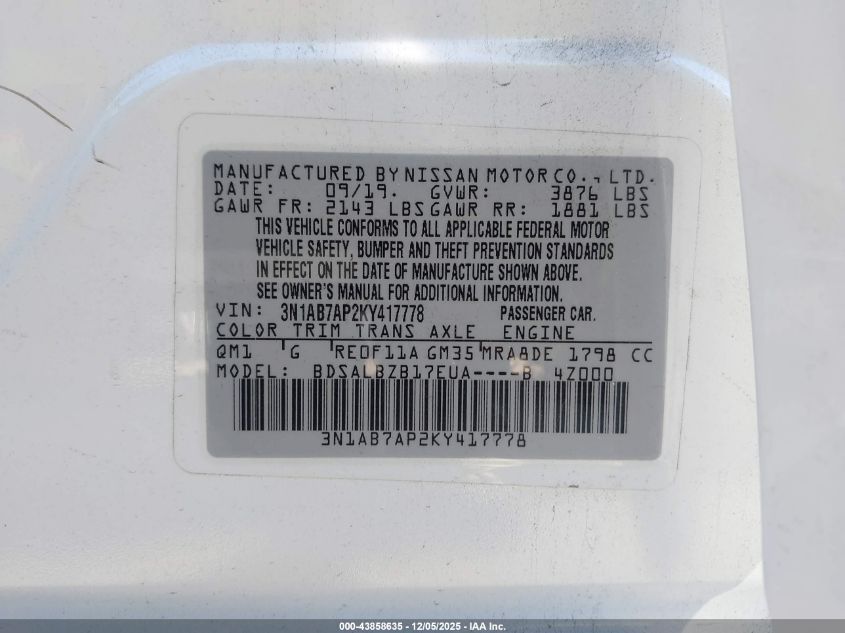 MANUFACTURED BY NISSAN MOTOR CO., LTD.
DATE: 09/19. GVWR: 3876 LBS
GAWR FR: 2143 LBS GAWR RR: 1881 LBS
THIS VEHICLE CONFORMS TO ALL APPLICABLE FEDERAL MOTOR
VEHICLE SAFETY, BUMPER AND THEFT PREVENTION STANDARDS
IN EFFECT ON THE DATE OF MANUFACTURE SHOWN ABOVE.
SEE OWNER'S MANUAL FOR ADDITIONAL INFORMATION.
VIN: 3N1AB7AP2KY417778 PASSENGER CAR.
COLOR TRIM TRANS AXLE ENGINE
QM1 G RE0F11A GM35 MRA8DE 1798 CC
MODEL: BDSALBZB17EUA----B 4Z000
3N1AB7AP2KY417778
000-43858635 - 12/05/2025 - IAA Inc.